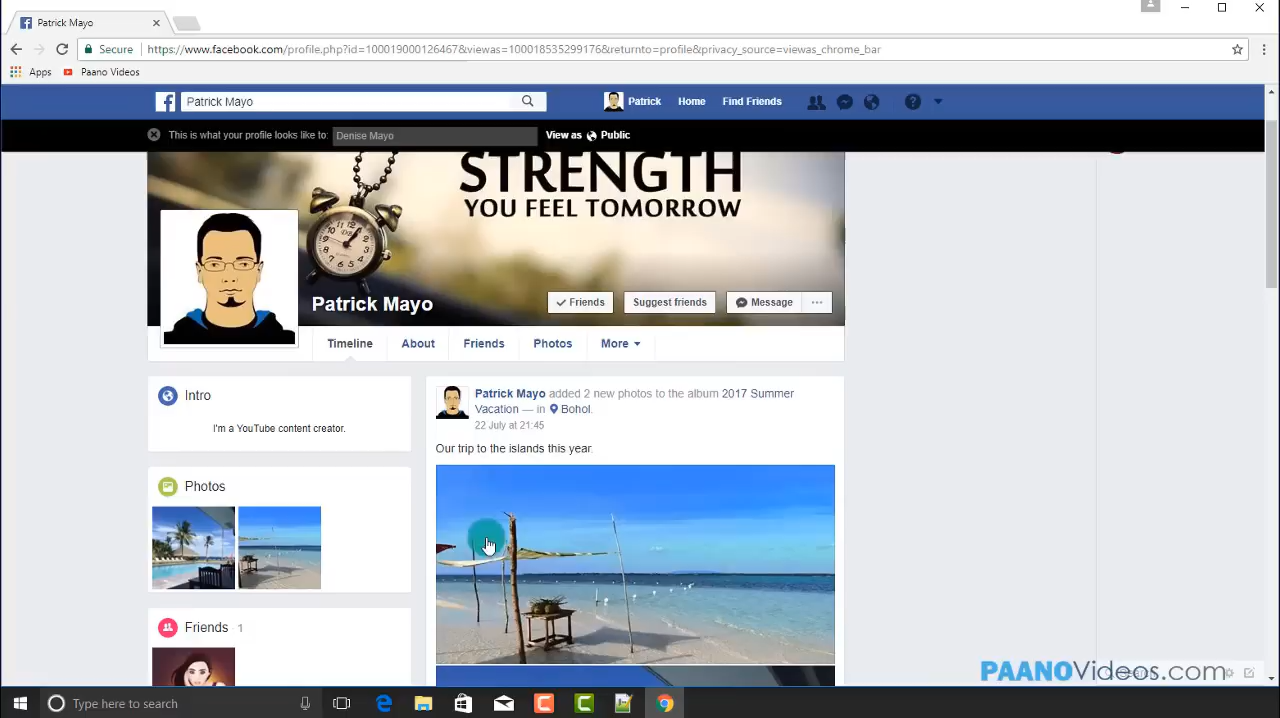 Patrick Mayo
Secure https://www.facebook.com/profile.php?id=100019000126467&viewas=100018535299176&returnto=profile&privacy_source=viewas_chrome_bar
Apps Paano Videos
Patrick Mayo Patrick Home Find Friends
This is what your profile looks like to: Denise Mayo View as Public
STRENGTH
YOU FEEL TOMORROW
Patrick Mayo Friends Suggest friends Message ...
Timeline About Friends Photos More
Intro
I'm a YouTube content creator.
Photos
Friends · 1
Patrick Mayo added 2 new photos to the album 2017 Summer
Vacation — in Bohol.
22 July at 21:45
Our trip to the islands this year.
PAANOVideos.com
Type here to search